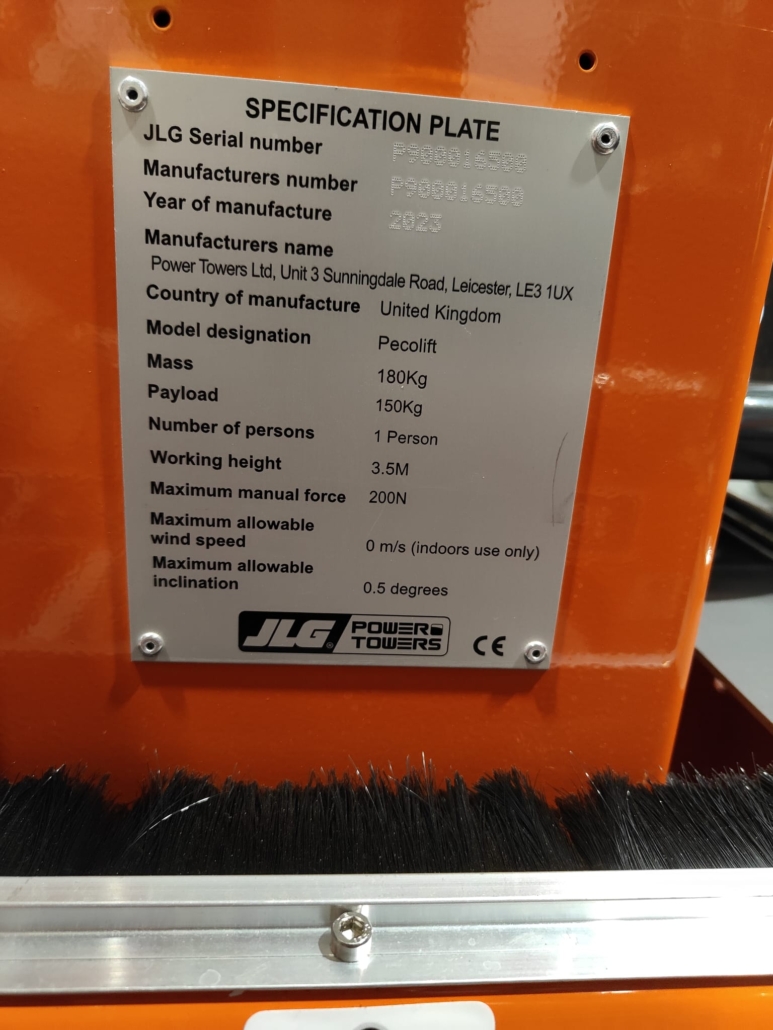 SPECIFICATION PLATE
JLG Serial number P900016500
Manufacturers number P900016500
Year of manufacture 2023
Manufacturers name
Power Towers Ltd, Unit 3 Sunningdale Road, Leicester, LE3 1UX
Country of manufacture United Kingdom
Model designation Pecolift
Mass 180Kg
Payload 150Kg
Number of persons 1 Person
Working height 3.5M
Maximum manual force 200N
Maximum allowable
wind speed 0 m/s (indoors use only)
Maximum allowable
inclination 0.5 degrees
JLG® POWER TOWERS CE